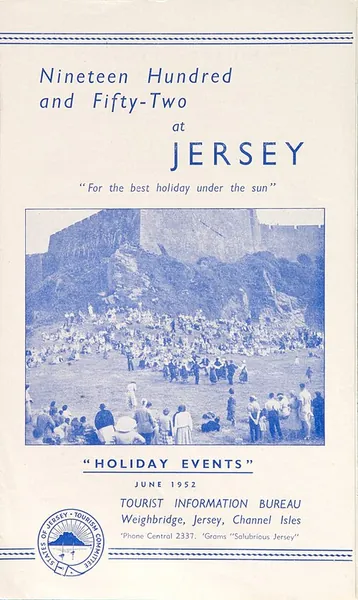 Nineteen Hundred
and Fifty-Two
at
JERSEY
"For the best holiday under the sun"
"HOLIDAY EVENTS"
JUNE 1952
TOURIST INFORMATION BUREAU
Weighbridge, Jersey, Channel Isles
'Phone Central 2337. 'Grams "Salubrious Jersey"
STATES OF JERSEY · TOURISM COMMITTEE